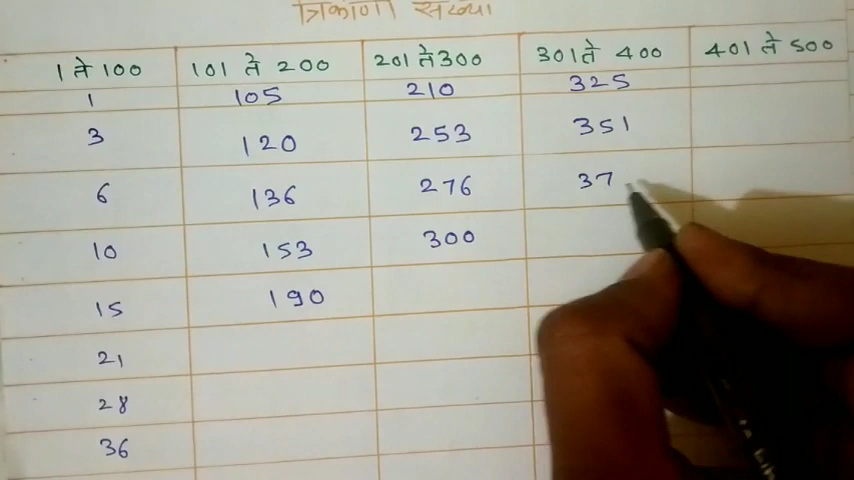 त्रिकोणी संख्या
1 ते 100 101 ते 200 201 ते 300 301 ते 400 401 ते 500
1 105 210 325
3 120 253 351
6 136 276 37
10 153 300
15 190
21
28
36